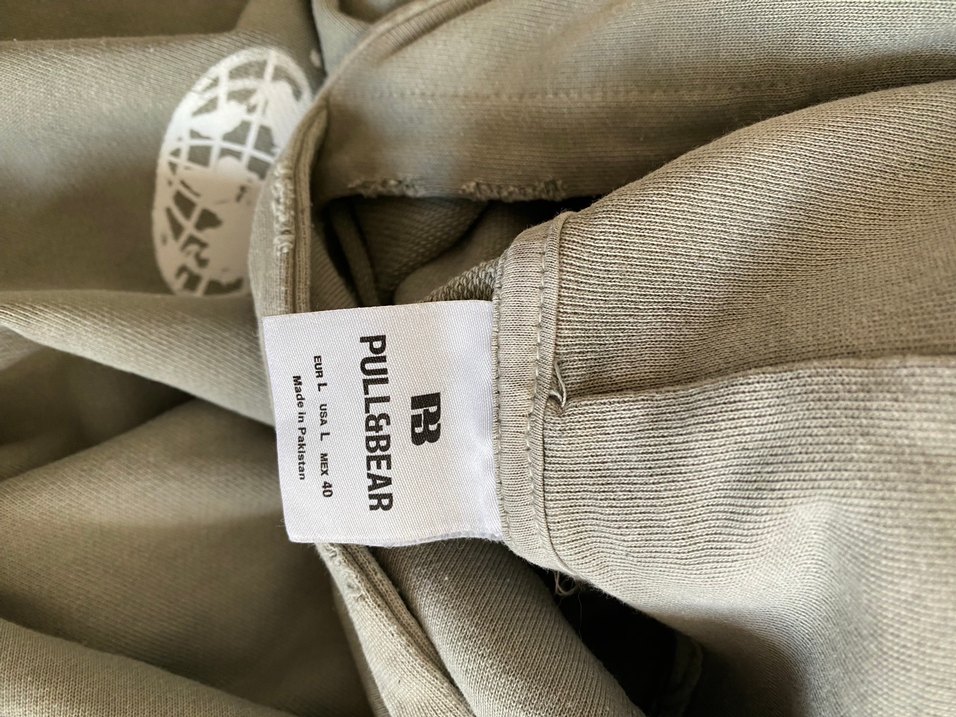 PB
PULL&BEAR
EUR L USA L MEX 40
Made in Pakistan